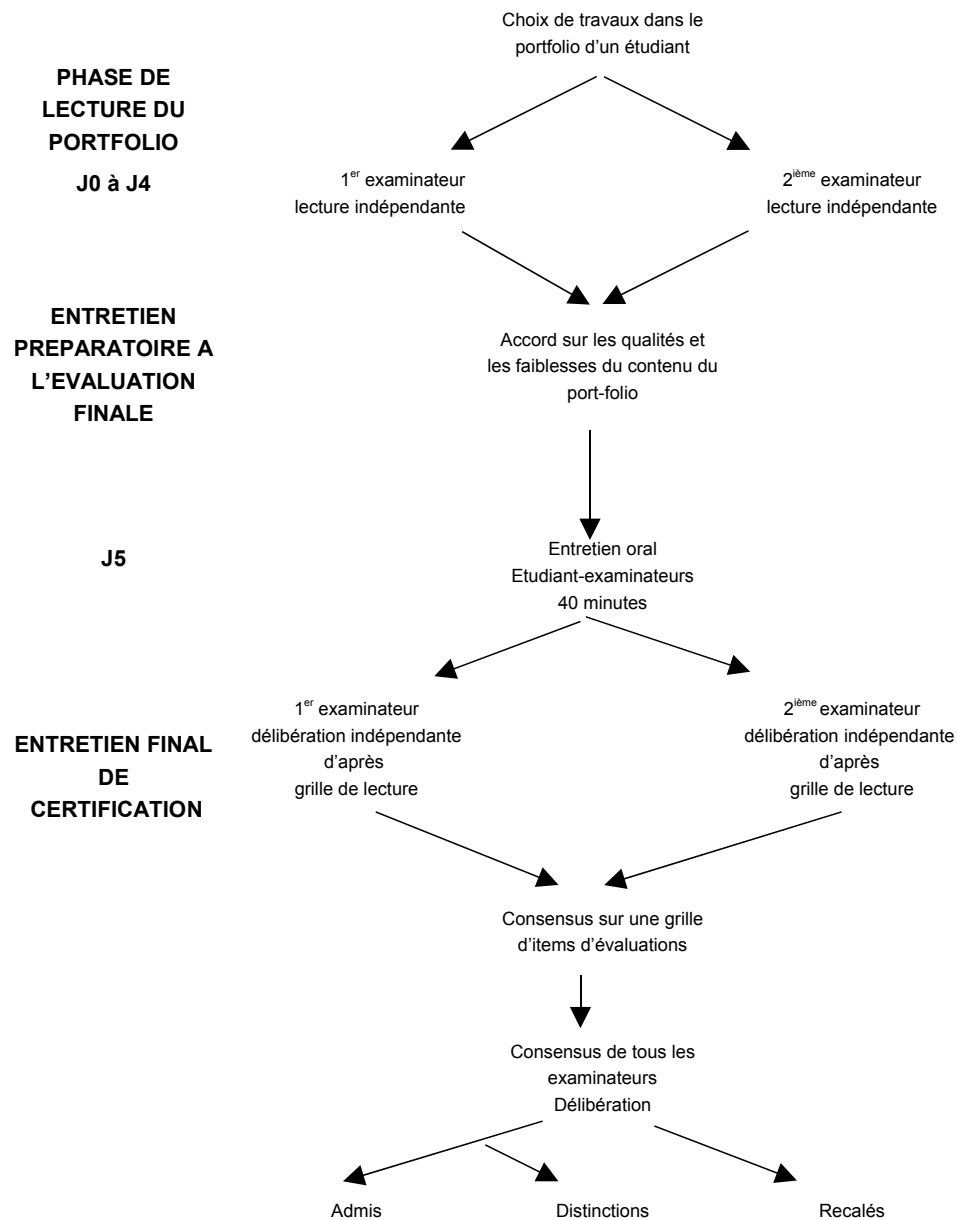 Choix de travaux dans le
portfolio d'un étudiant
PHASE DE
LECTURE DU
PORTFOLIO
J0 à J4
1er examinateur
lecture indépendante
2ième examinateur
lecture indépendante
ENTRETIEN
PREPARATOIRE A
L'EVALUATION
FINALE
Accord sur les qualités et
les faiblesses du contenu du
port-folio
J5
Entretien oral
Etudiant-examinateurs
40 minutes
ENTRETIEN FINAL
DE
CERTIFICATION
1er examinateur
délibération indépendante
d'après
grille de lecture
2ième examinateur
délibération indépendante
d'après
grille de lecture
Consensus sur une grille
d'items d'évaluations
Consensus de tous les
examinateurs
Délibération
Admis
Distinctions
Recalés